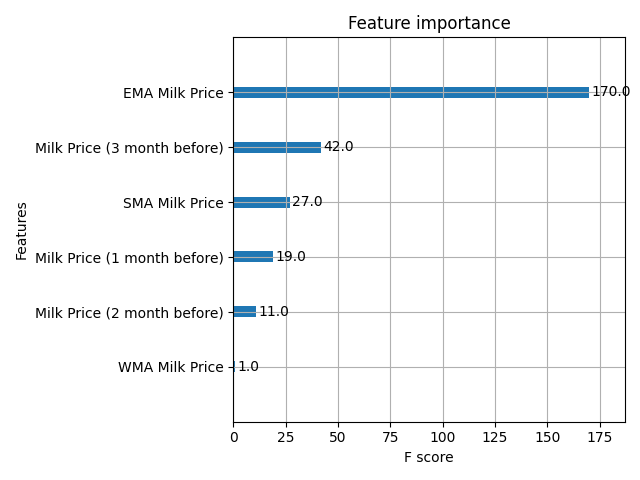 Feature importance
Features
EMA Milk Price
170.0
Milk Price (3 month before)
42.0
SMA Milk Price
27.0
Milk Price (1 month before)
19.0
Milk Price (2 month before)
11.0
WMA Milk Price
1.0
0 25 50 75 100 125 150 175
F score